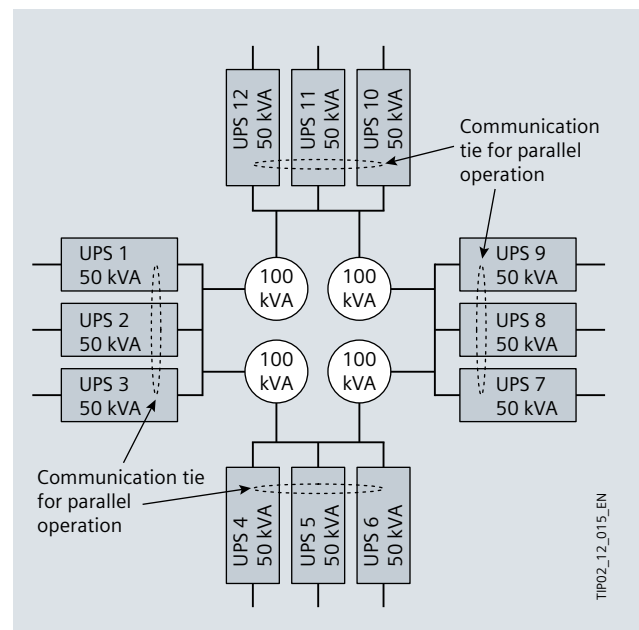 UPS 12
50 kVA
UPS 11
50 kVA
UPS 10
50 kVA
Communication
tie for parallel
operation
UPS 1
50 kVA
UPS 2
50 kVA
UPS 3
50 kVA
100
kVA
100
kVA
100
kVA
100
kVA
UPS 9
50 kVA
UPS 8
50 kVA
UPS 7
50 kVA
Communication tie
for parallel
operation
UPS 4
50 kVA
UPS 5
50 kVA
UPS 6
50 kVA
TIP02_12_015_EN